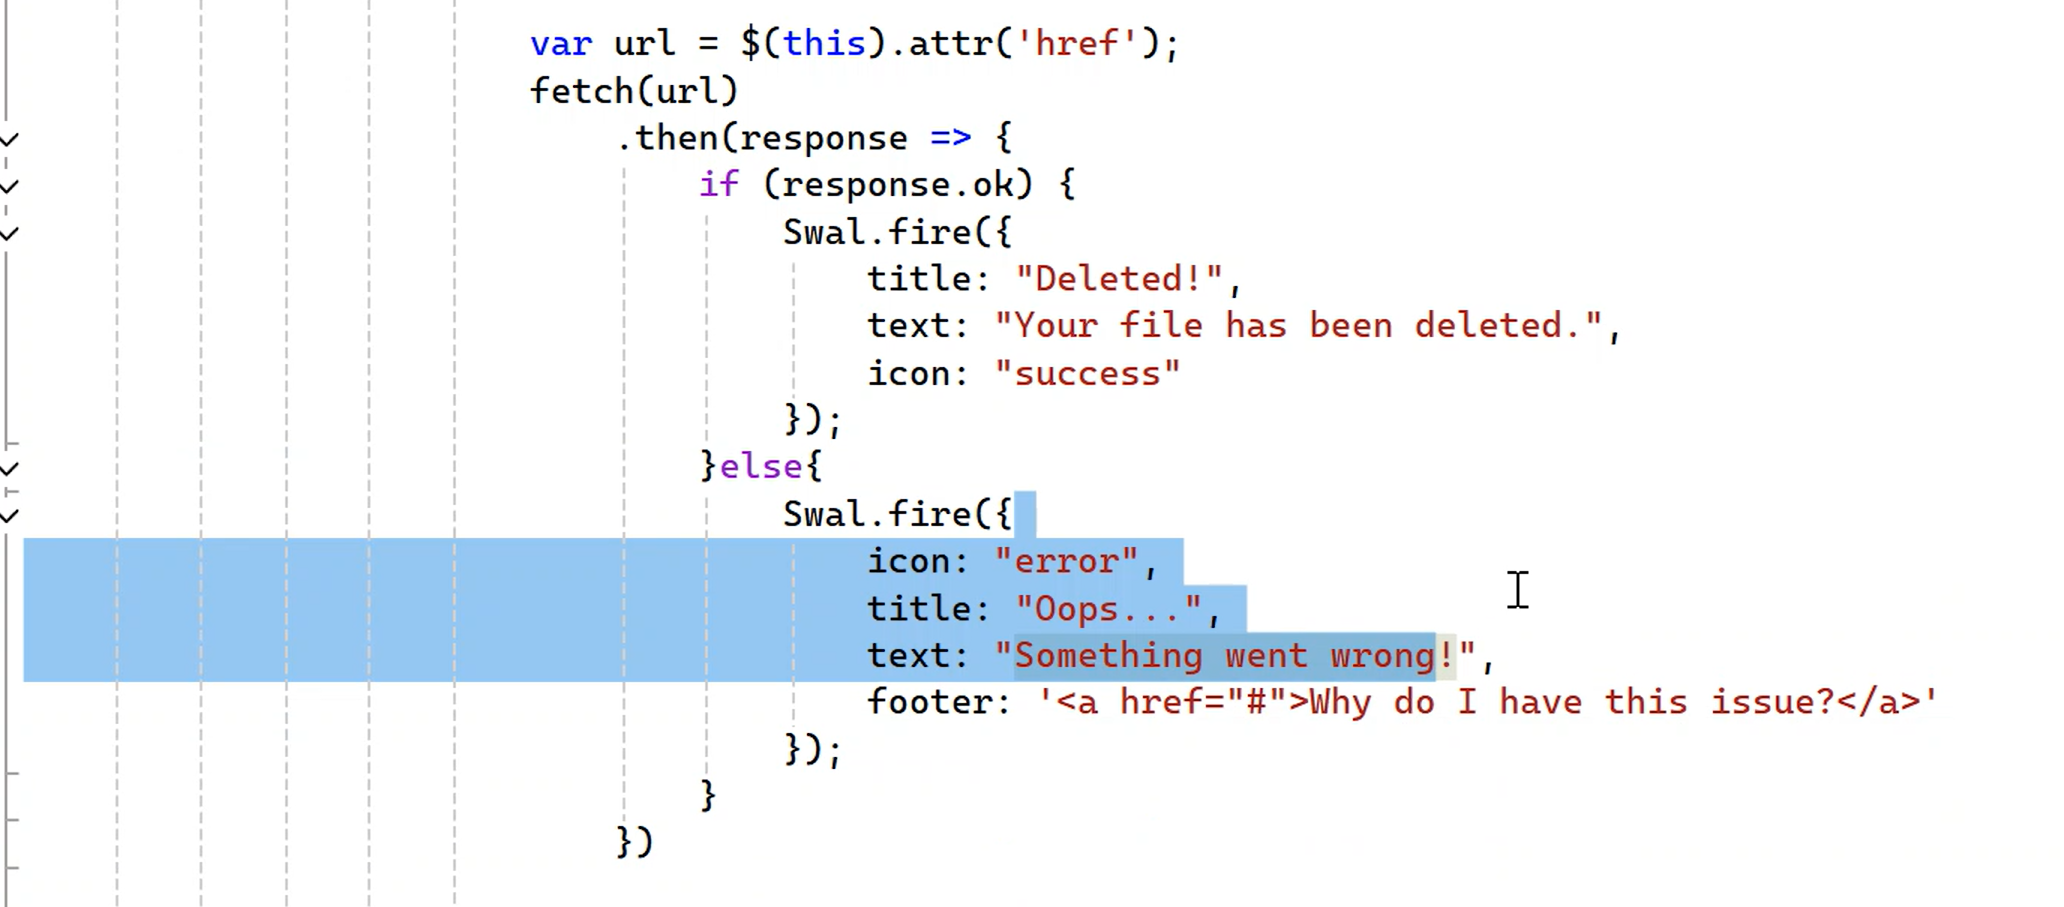 var url = $(this).attr('href');
fetch(url)
.then(response => {
if (response.ok) {
Swal.fire({
title: "Deleted!",
text: "Your file has been deleted.",
icon: "success"
});
}else{
Swal.fire({
icon: "error",
title: "Oops...",
text: "Something went wrong!",
footer: '<a href="#">Why do I have this issue?</a>'
});
}
})